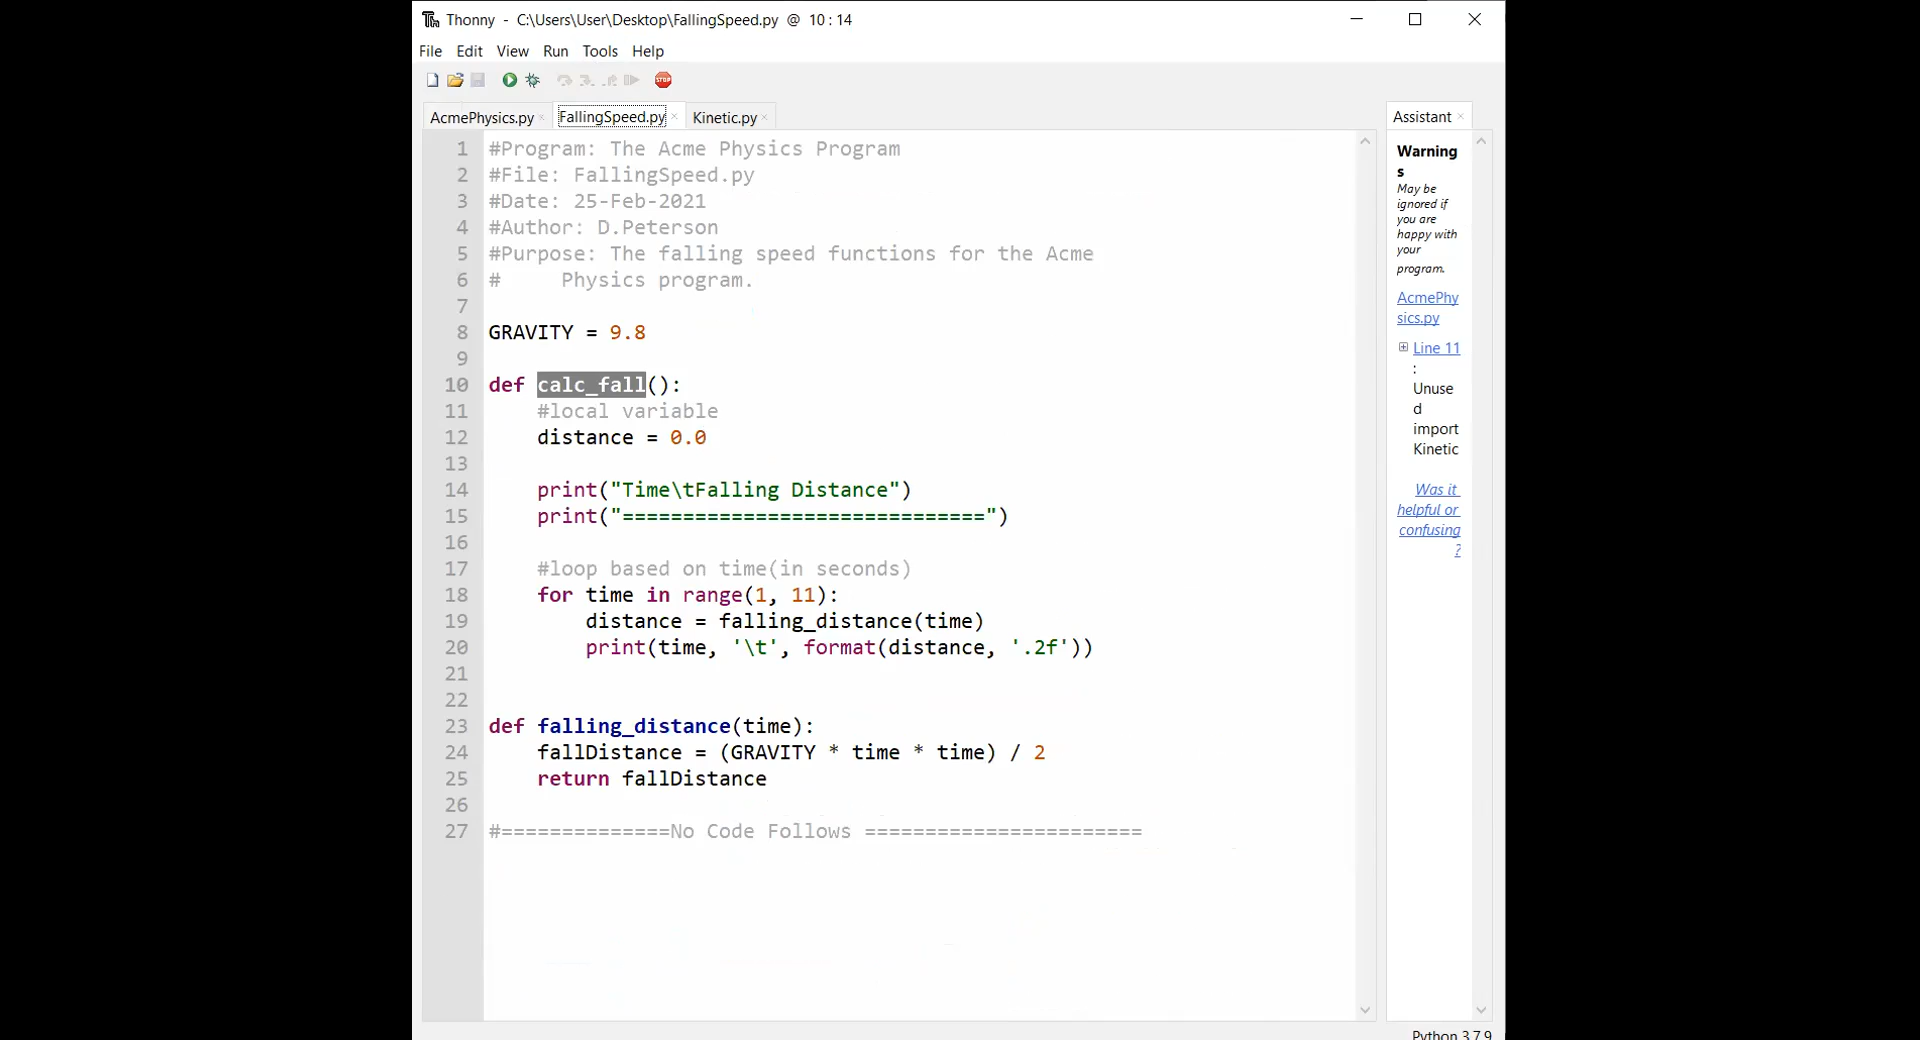 Thonny - C:\Users\User\Desktop\FallingSpeed.py @ 10 : 14
File Edit View Run Tools Help
STOP
AcmePhysics.py × FallingSpeed.py × Kinetic.py ×
1 #Program: The Acme Physics Program
2 #File: FallingSpeed.py
3 #Date: 25-Feb-2021
4 #Author: D.Peterson
5 #Purpose: The falling speed functions for the Acme
6 #     Physics program.
7
8 GRAVITY = 9.8
9
10 def calc_fall():
11     #local variable
12     distance = 0.0
13
14     print("Time\tFalling Distance")
15     print("==============================")
16
17     #loop based on time(in seconds)
18     for time in range(1, 11):
19         distance = falling_distance(time)
20         print(time, '\t', format(distance, '.2f'))
21
22
23 def falling_distance(time):
24     fallDistance = (GRAVITY * time * time) / 2
25     return fallDistance
26
27 #==============No Code Follows =======================
Assistant ×
Warning
s
May be
ignored if
you are
happy with
your
program.
AcmePhy
sics.py
Line 11
:
Unuse
d
import
Kinetic
Was it
helpful or
confusing
?
Python 3.7.9